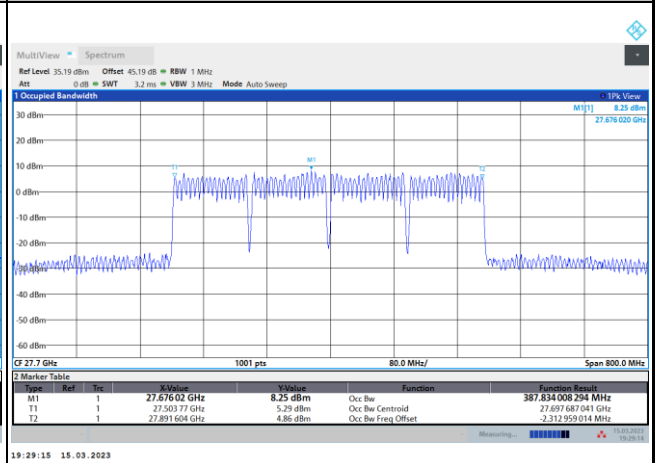 MultiView Spectrum
Ref Level 35.19 dBm Offset 45.19 dB RBW 1 MHz
Att 0 dB SWT 3.2 ms VBW 3 MHz Mode Auto Sweep
1 Occupied Bandwidth 1Pk View
M1[1] 8.25 dBm
27.676 020 GHz
30 dBm
20 dBm
M1
T1 T2
10 dBm
0 dBm
-10 dBm
-20 dBm
-30 dBm
-40 dBm
-50 dBm
-60 dBm
CF 27.7 GHz 1001 pts 80.0 MHz/ Span 800.0 MHz
2 Marker Table
Type Ref Trc X-Value Y-Value Function Function Result
M1 1 27.676 02 GHz 8.25 dBm Occ Bw 387.834 008 294 MHz
T1 1 27.503 77 GHz 5.29 dBm Occ Bw Centroid 27.697 687 041 GHz
T2 1 27.891 604 GHz 4.86 dBm Occ Bw Freq Offset -2.312 959 014 MHz
Measuring... 15.03.2023
19:29:14
19:29:15 15.03.2023